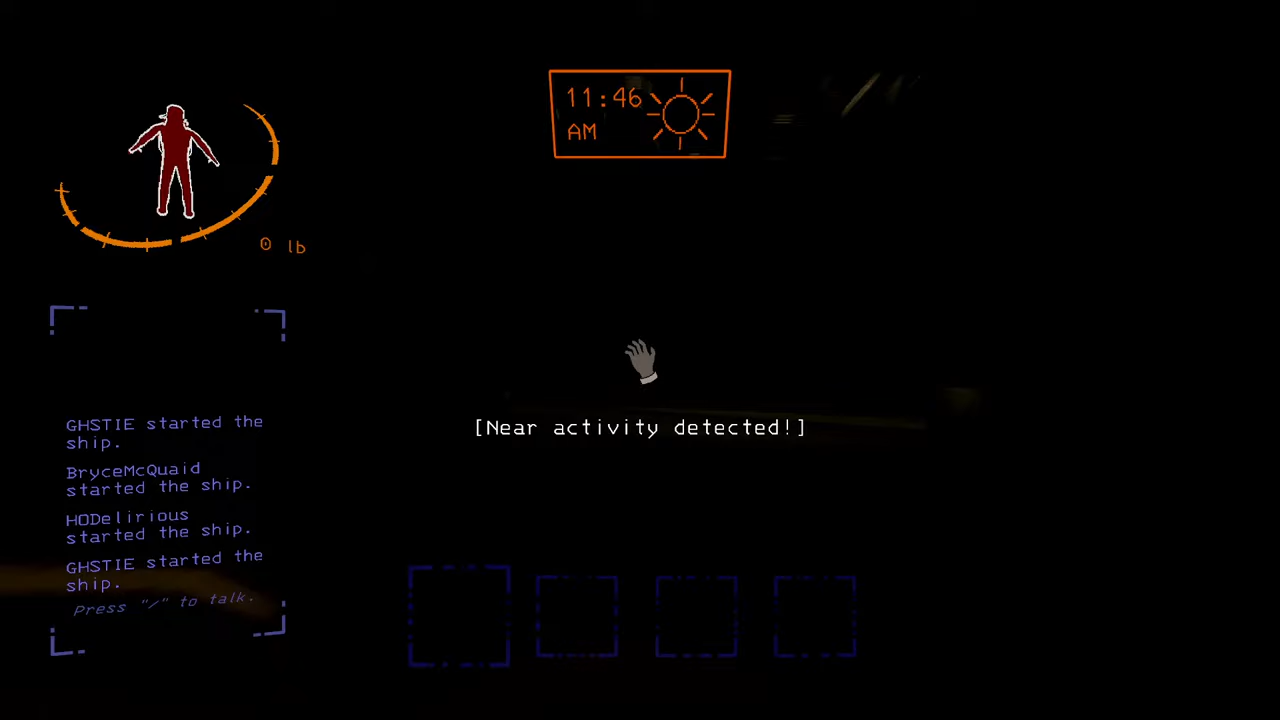 11:46
AM
0 lb
[Near activity detected!]
GHSTIE started the
ship.
BryceMcQuaid
started the ship.
HODelirious
started the ship.
GHSTIE started the
ship.
Press "/" to talk.